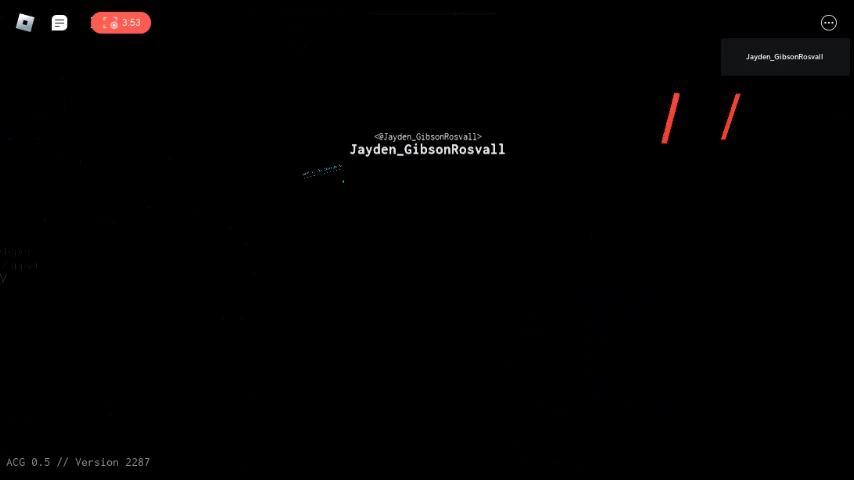 3:53
Jayden_GibsonRosvall
<@Jayden_GibsonRosvall>
Jayden_GibsonRosvall
ACG 0.5 // Version 2287